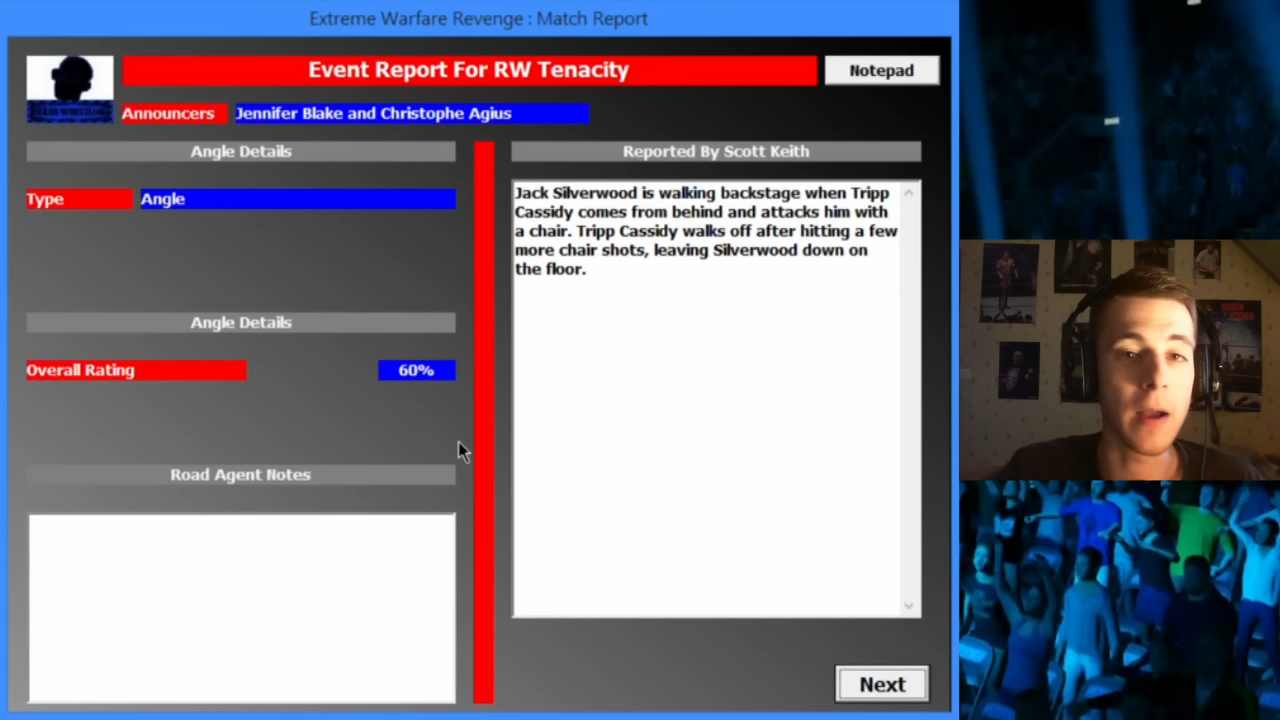 Extreme Warfare Revenge : Match Report
Event Report For RW Tenacity
Notepad
Announcers
Jennifer Blake and Christophe Agius
Angle Details
Reported By Scott Keith
Type
Angle
Jack Silverwood is walking backstage when Tripp
Cassidy comes from behind and attacks him with
a chair. Tripp Cassidy walks off after hitting a few
more chair shots, leaving Silverwood down on
the floor.
Angle Details
Overall Rating
60%
Road Agent Notes
Next